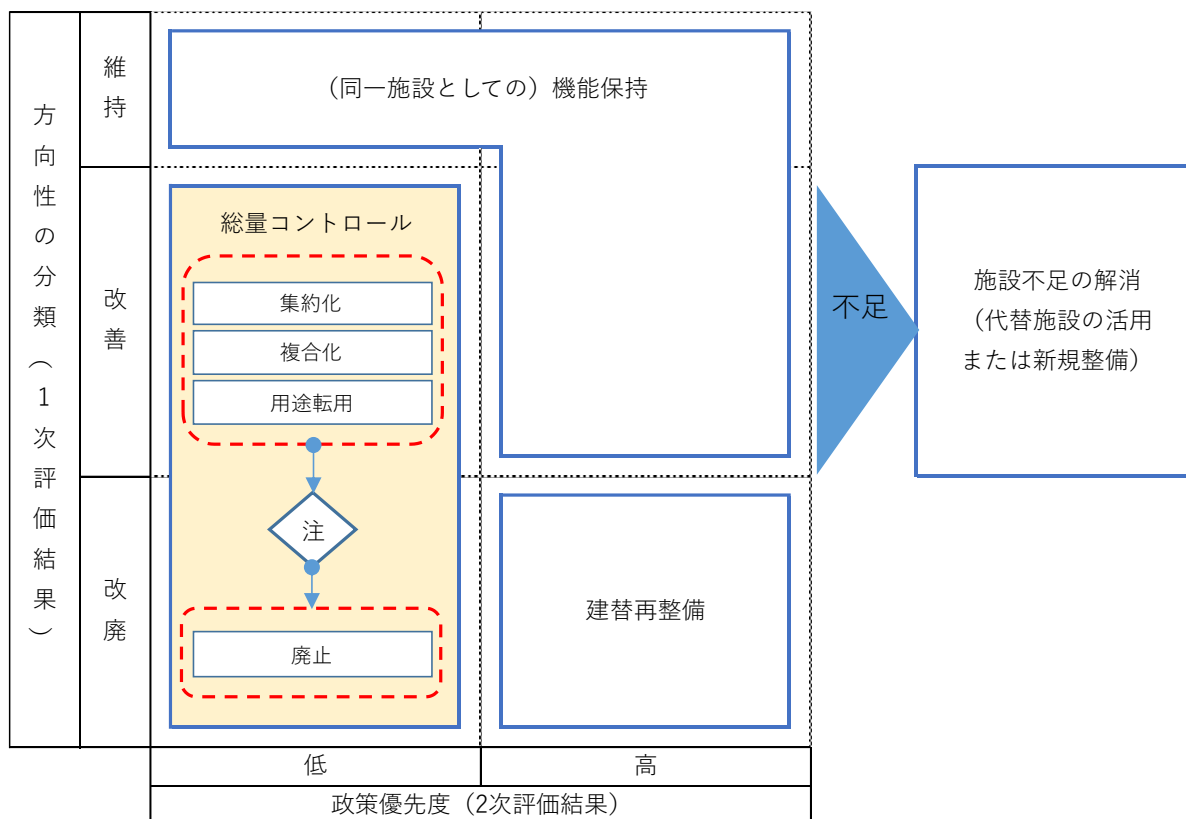 方向性の分類（1次評価結果）
維持
（同一施設としての）機能保持
改善
総量コントロール
集約化
複合化
用途転用
注
改廃
廃止
建替再整備
不足
施設不足の解消
（代替施設の活用
または新規整備）
低
高
政策優先度（2次評価結果）